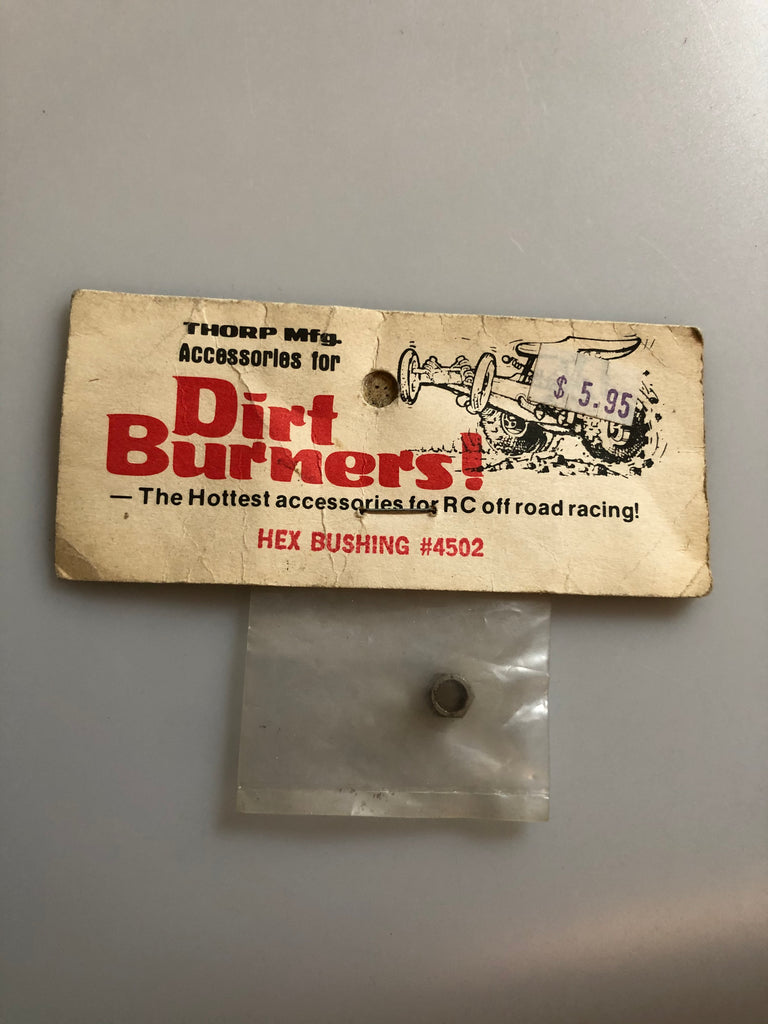 THORP Mfg.
Accessories for
Dirt
Burners!
— The Hottest accessories for RC off road racing!
HEX BUSHING #4502
$ 5.95